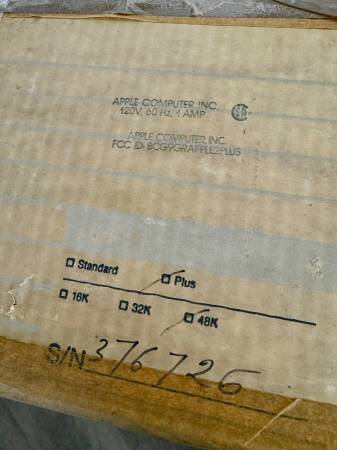 APPLE COMPUTER, INC.
120V, 60 Hz, 1 AMP
APPLE COMPUTER, INC.
FCC ID: BCG9GRAPPLE2PLUS
Standard
Plus
16K
32K
48K
S/N 376726